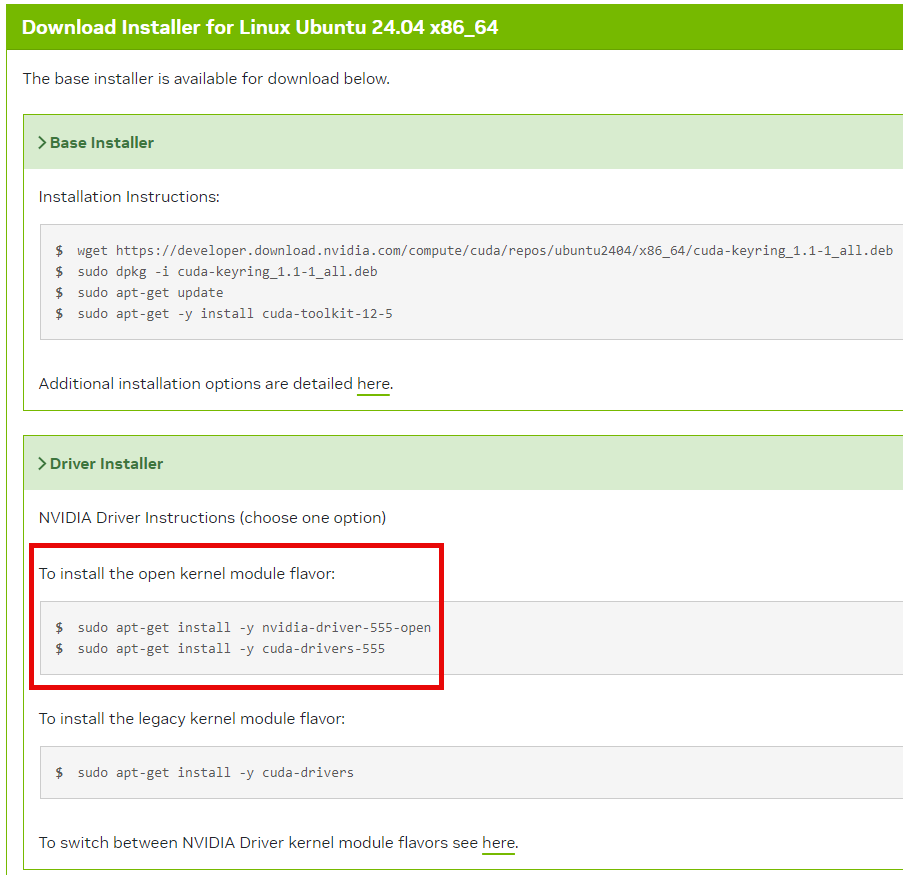 Download Installer for Linux Ubuntu 24.04 x86_64
The base installer is available for download below.
Base Installer
Installation Instructions:
$ wget https://developer.download.nvidia.com/compute/cuda/repos/ubuntu2404/x86_64/cuda-keyring_1.1-1_all.deb
$ sudo dpkg -i cuda-keyring_1.1-1_all.deb
$ sudo apt-get update
$ sudo apt-get -y install cuda-toolkit-12-5
Additional installation options are detailed here.
Driver Installer
NVIDIA Driver Instructions (choose one option)
To install the open kernel module flavor:
$ sudo apt-get install -y nvidia-driver-555-open
$ sudo apt-get install -y cuda-drivers-555
To install the legacy kernel module flavor:
$ sudo apt-get install -y cuda-drivers
To switch between NVIDIA Driver kernel module flavors see here.